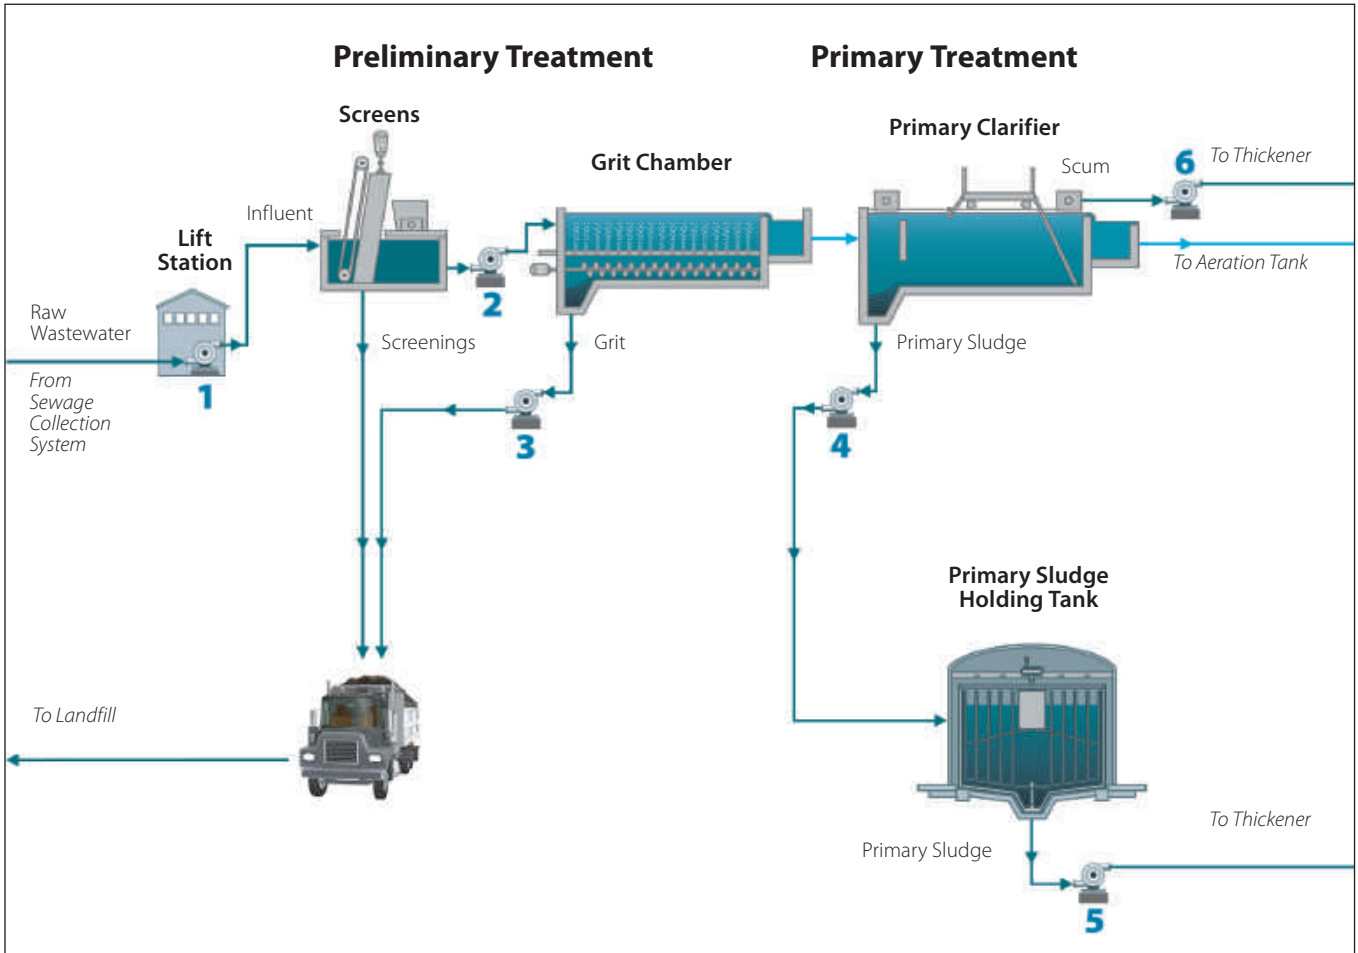 Preliminary Treatment
Primary Treatment
Screens
Primary Clarifier
Grit Chamber
Scum
6
To Thickener
Influent
Lift
Station
2
To Aeration Tank
Raw
Wastewater
1
Screenings
Grit
Primary Sludge
From
Sewage
Collection
System
3
4
Primary Sludge
Holding Tank
To Landfill
To Thickener
Primary Sludge
5